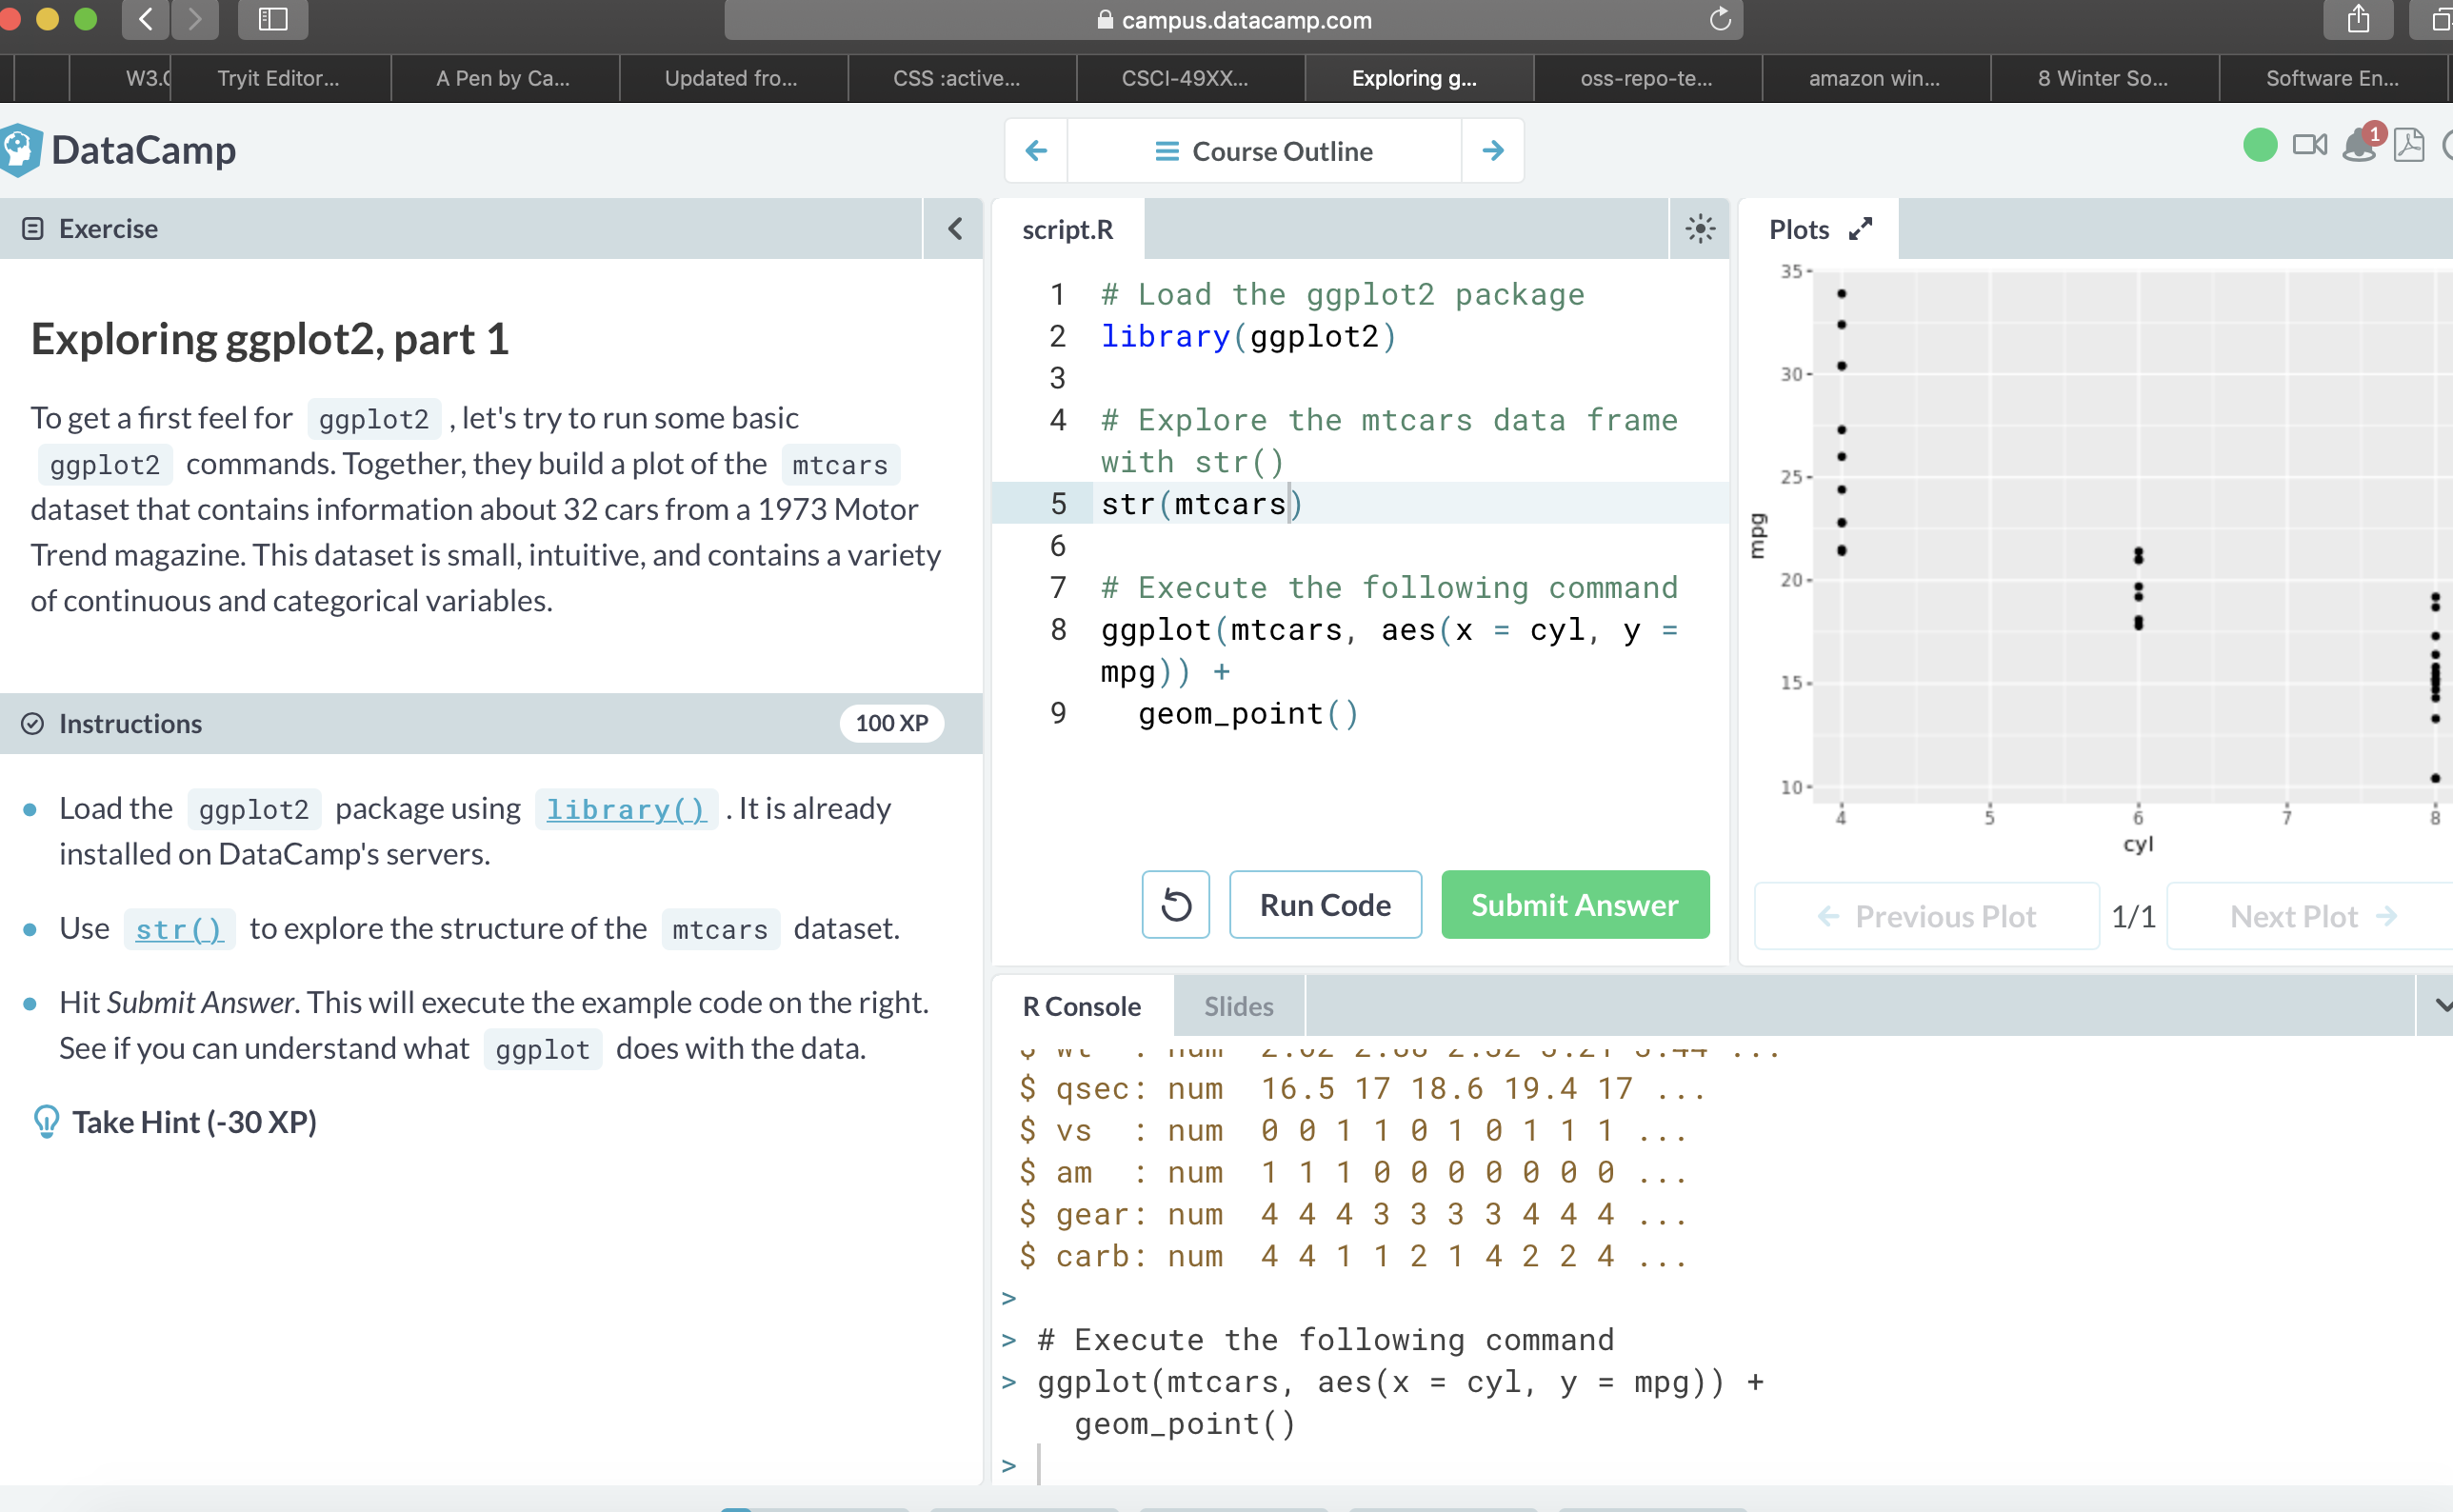 campus.datacamp.com
W3.
Tryit Editor...
A Pen by Ca...
Updated fro...
CSS :active...
CSCI-49XX...
Exploring g...
oss-repo-te...
amazon win...
8 Winter So...
Software En...
DataCamp
Course Outline
1
Exercise
Exploring ggplot2, part 1
To get a first feel for ggplot2 , let's try to run some basic
ggplot2 commands. Together, they build a plot of the mtcars
dataset that contains information about 32 cars from a 1973 Motor
Trend magazine. This dataset is small, intuitive, and contains a variety
of continuous and categorical variables.
Instructions
100 XP
Load the ggplot2 package using library() . It is already
installed on DataCamp's servers.
Use str() to explore the structure of the mtcars dataset.
Hit Submit Answer. This will execute the example code on the right.
See if you can understand what ggplot does with the data.
Take Hint (-30 XP)
script.R
1 # Load the ggplot2 package
2 library(ggplot2)
3
4 # Explore the mtcars data frame
with str()
5 str(mtcars)
6
7 # Execute the following command
8 ggplot(mtcars, aes(x = cyl, y =
mpg)) +
9 geom_point()
Run Code
Submit Answer
Plots
35
30
25
20
15
10
mpg
4 5 6 7 8
cyl
Previous Plot
1/1
Next Plot
R Console
Slides
$ qsec: num 16.5 17 18.6 19.4 17 ...
$ vs : num 0 0 1 1 0 1 0 1 1 1 ...
$ am : num 1 1 1 0 0 0 0 0 0 0 ...
$ gear: num 4 4 4 3 3 3 3 4 4 4 ...
$ carb: num 4 4 1 1 2 1 4 2 2 4 ...
>
> # Execute the following command
> ggplot(mtcars, aes(x = cyl, y = mpg)) +
geom_point()
>